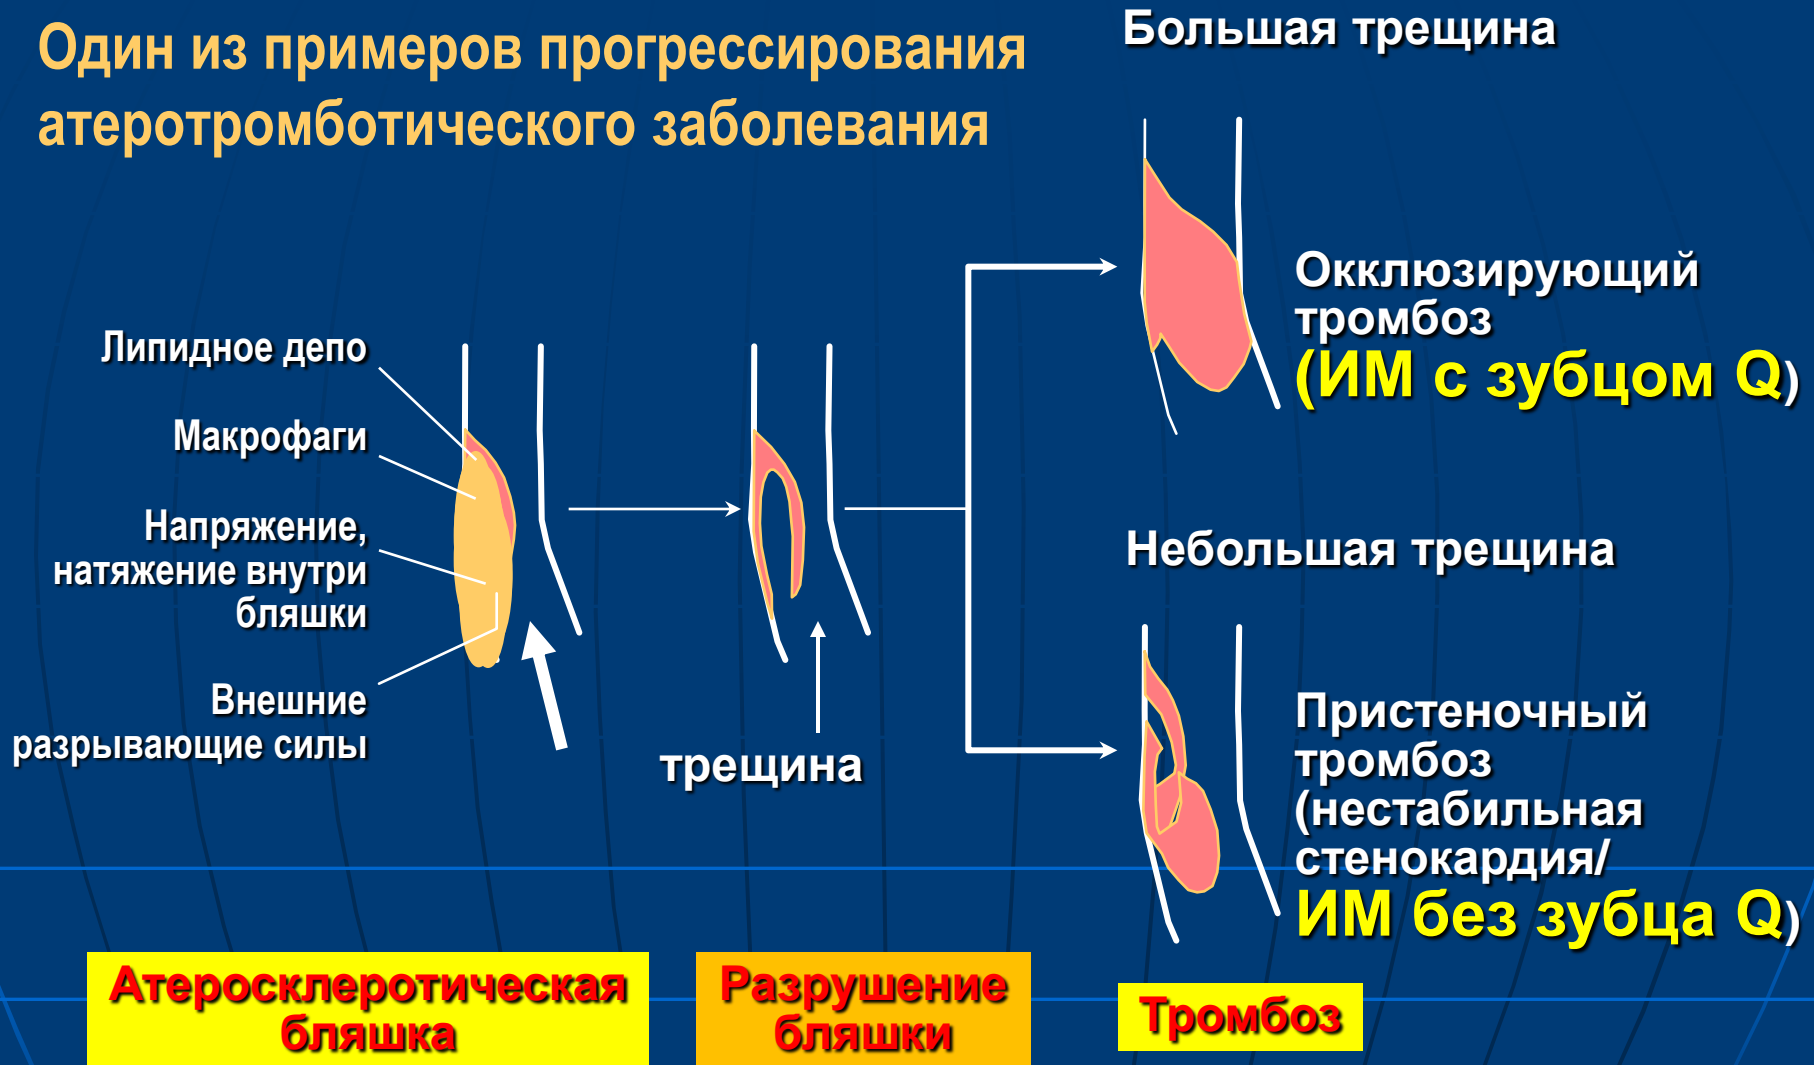 Один из примеров прогрессирования
атеротромботического заболевания
Липидное депо
Макрофаги
Напряжение,
натяжение внутри
бляшки
Внешние
разрывающие силы
трещина
Большая трещина
Окклюзирующий
тромбоз
(ИМ с зубцом Q)
Небольшая трещина
Пристеночный
тромбоз
(нестабильная
стенокардия/
ИМ без зубца Q)
Атеросклеротическая
бляшка
Разрушение
бляшки
Тромбоз